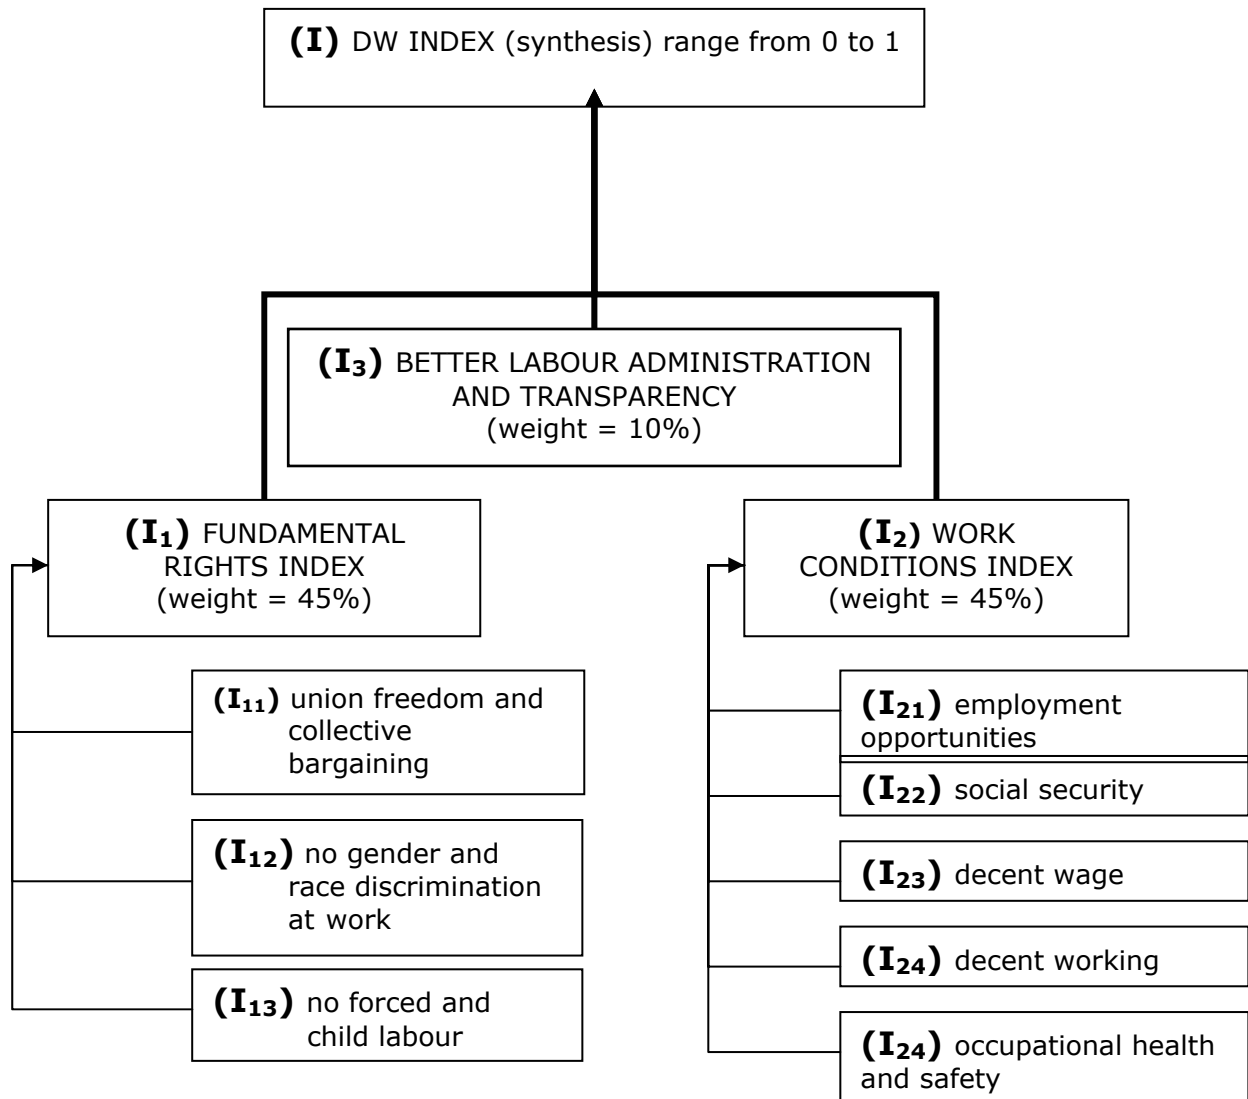 (I) DW INDEX (synthesis) range from 0 to 1
(I3) BETTER LABOUR ADMINISTRATION
AND TRANSPARENCY
(weight = 10%)
(I1) FUNDAMENTAL
RIGHTS INDEX
(weight = 45%)
(I11) union freedom and
collective
bargaining
(I12) no gender and
race discrimination
at work
(I13) no forced and
child labour
(I2) WORK
CONDITIONS INDEX
(weight = 45%)
(I21) employment
opportunities
(I22) social security
(I23) decent wage
(I24) decent working
(I24) occupational health
and safety